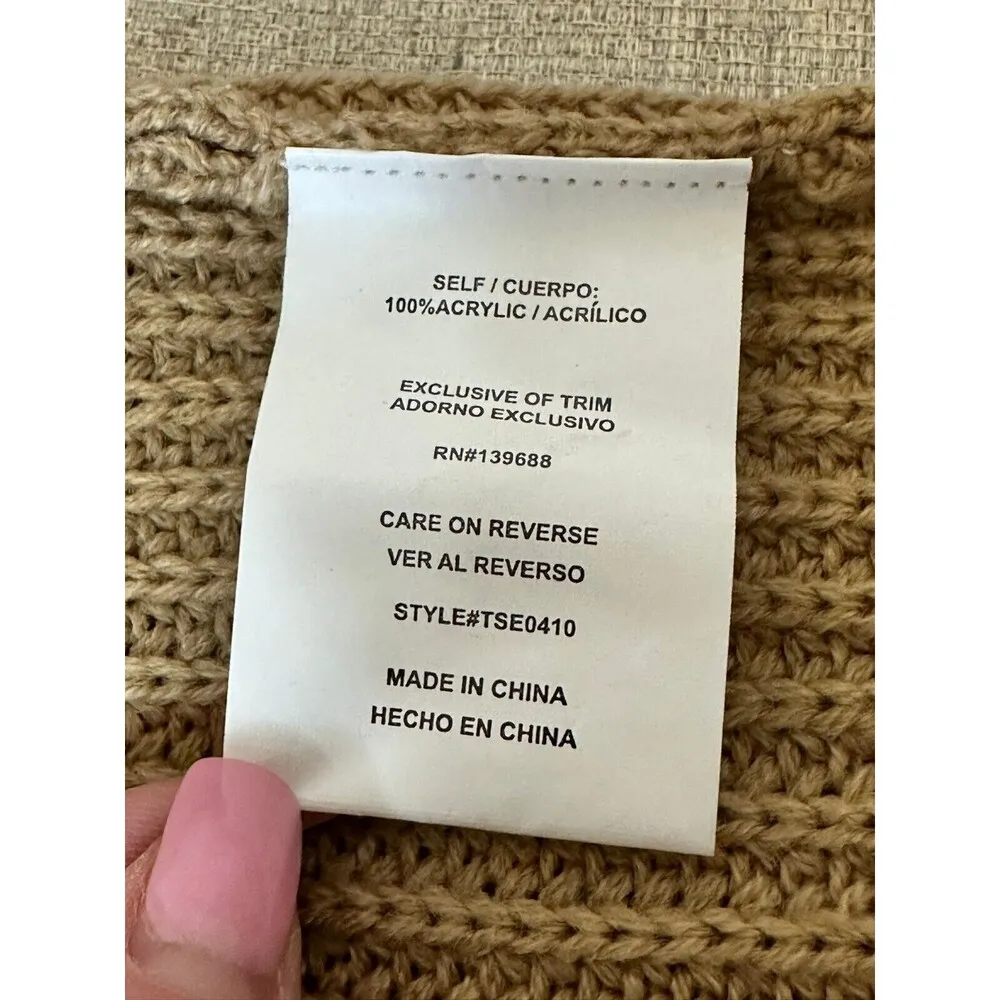 SELF / CUERPO:
100%ACRYLIC / ACRÍLICO
EXCLUSIVE OF TRIM
ADORNO EXCLUSIVO
RN#139688
CARE ON REVERSE
VER AL REVERSO
STYLE#TSE0410
MADE IN CHINA
HECHO EN CHINA